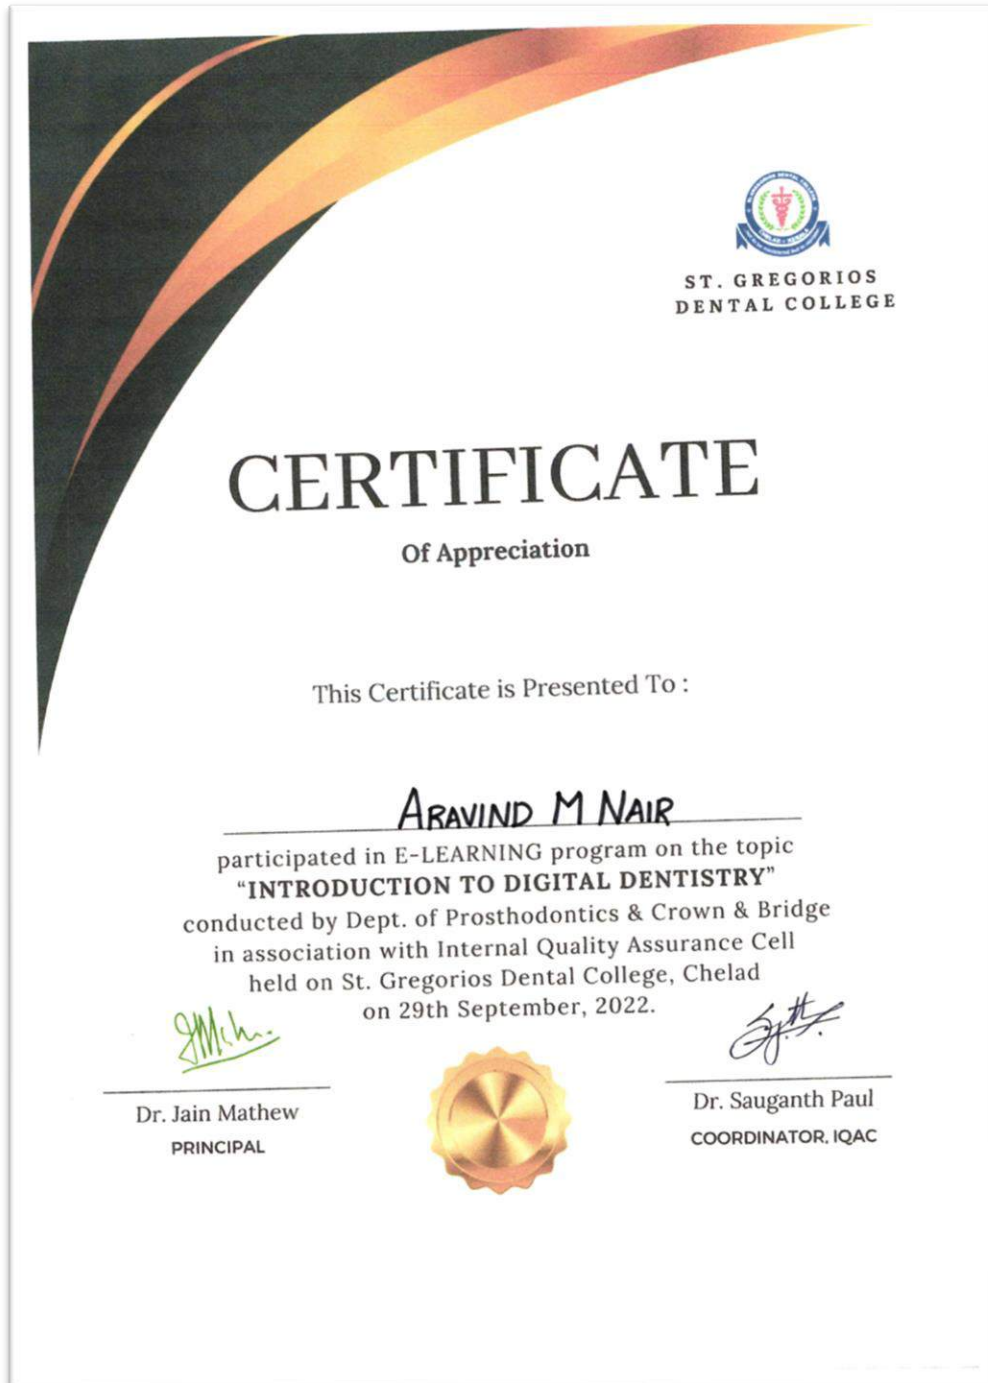 ST. GREGORIOS
DENTAL COLLEGE
CERTIFICATE
Of Appreciation
This Certificate is Presented To :
ARAVIND M NAIR
participated in E-LEARNING program on the topic
“INTRODUCTION TO DIGITAL DENTISTRY”
conducted by Dept. of Prosthodontics & Crown & Bridge
in association with Internal Quality Assurance Cell
held on St. Gregorios Dental College, Chelad
on 29th September, 2022.
Dr. Jain Mathew
PRINCIPAL
Dr. Sauganth Paul
COORDINATOR, IQAC